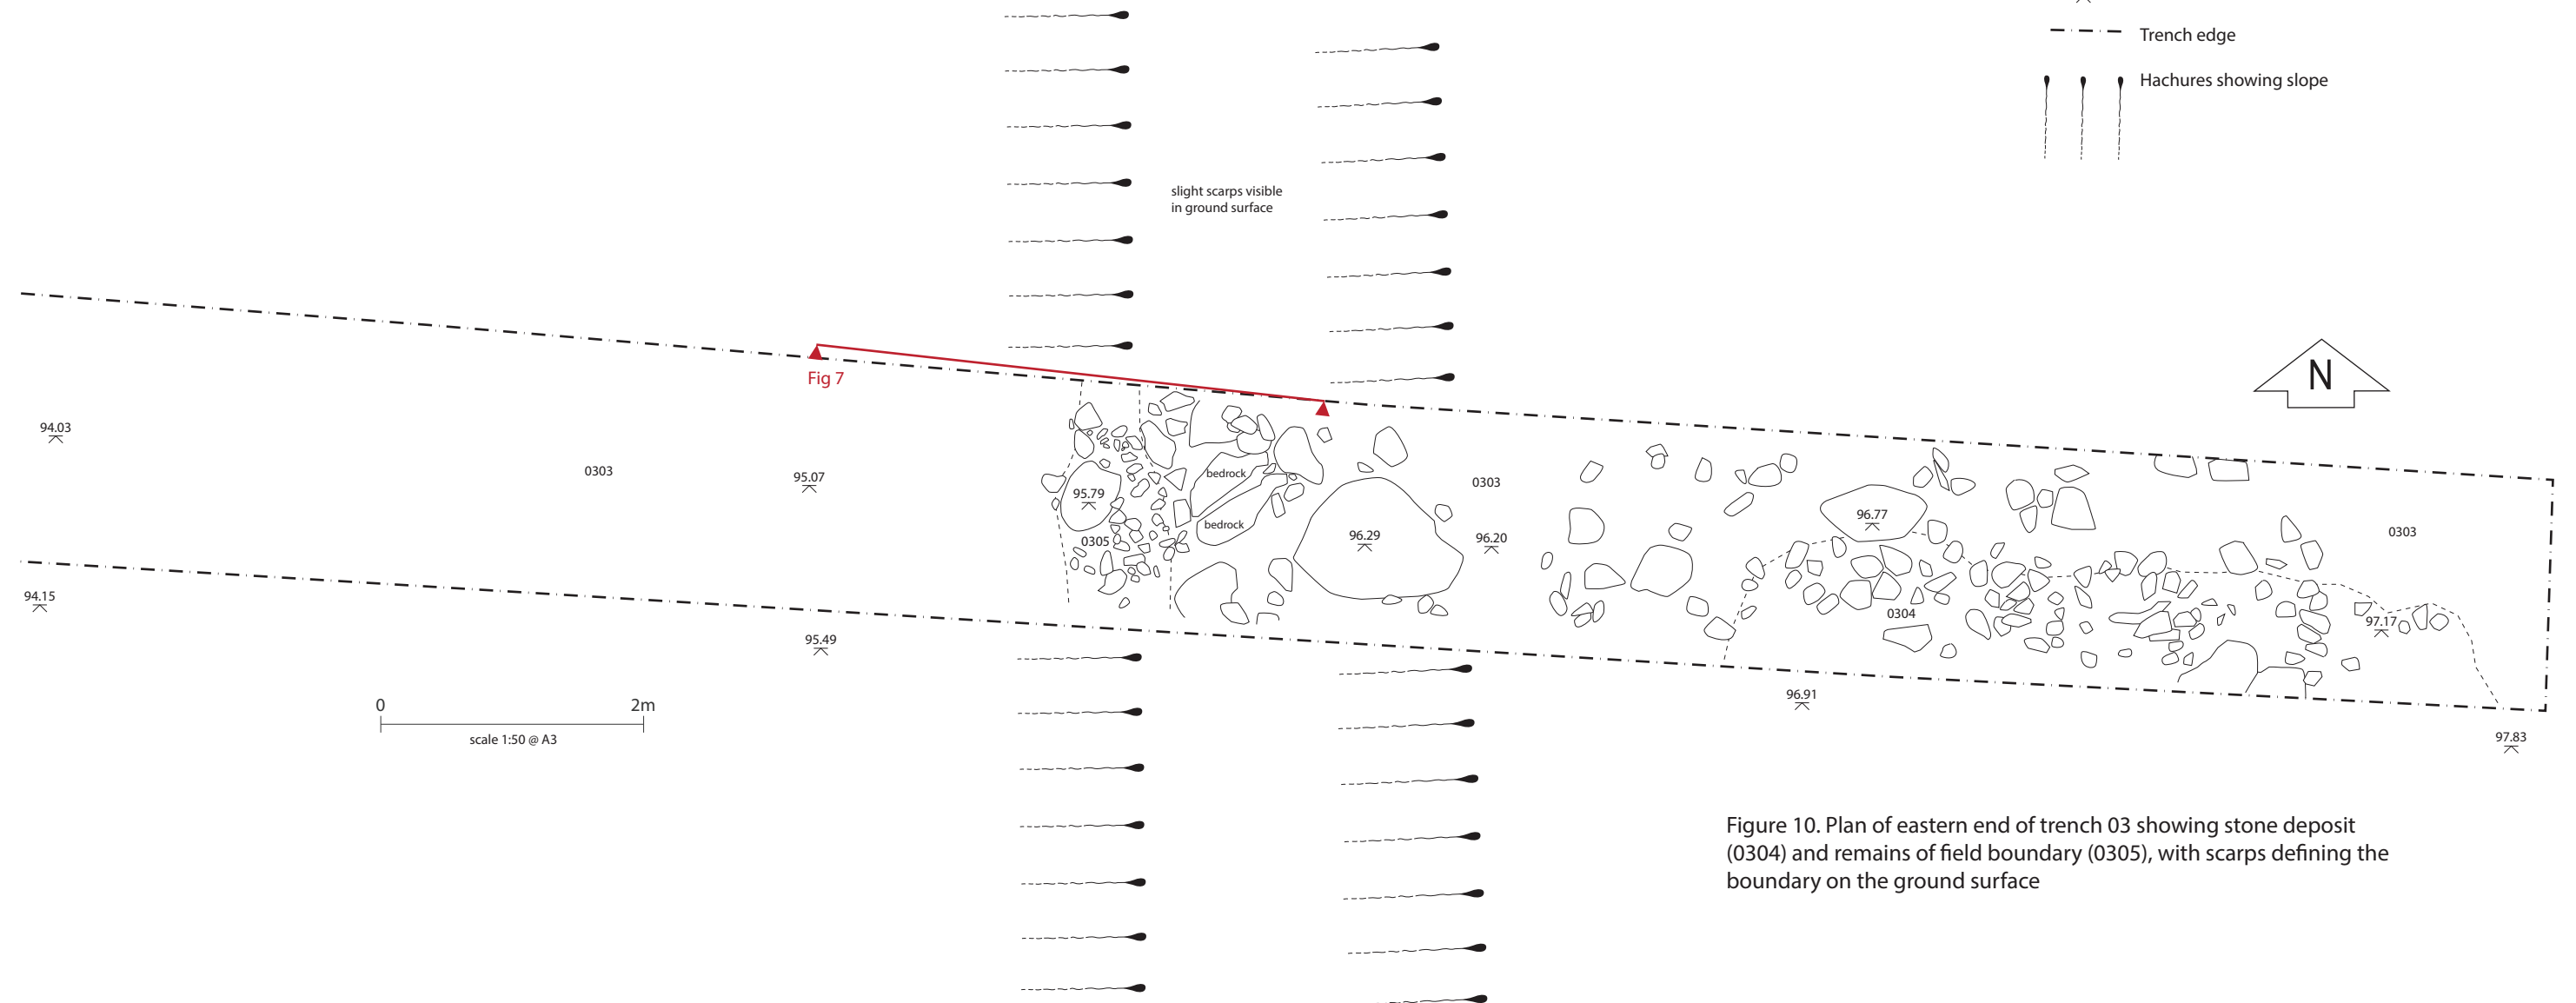 Trench edge
Hachures showing slope
slight scarps visible
in ground surface
N
Fig 7
94.03
0303
95.07
bedrock
0303
95.79
bedrock
96.77
0303
0305
96.29
96.20
94.15
0304
97.17
95.49
96.91
0
2m
scale 1:50 @ A3
97.83
Figure 10. Plan of eastern end of trench 03 showing stone deposit
(0304) and remains of field boundary (0305), with scarps defining the
boundary on the ground surface